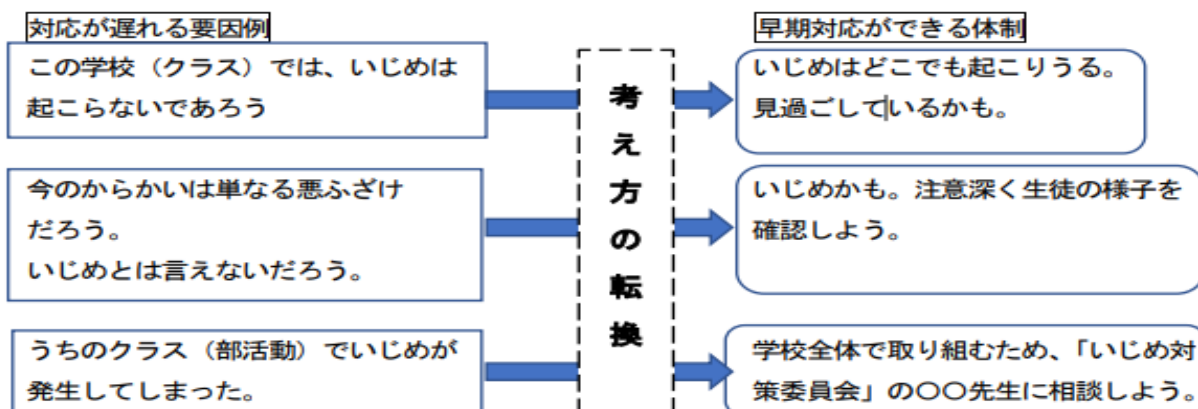 対応が遅れる要因例
早期対応ができる体制
この学校（クラス）では、いじめは
起こらないであろう
考え方の転換
いじめはどこでも起こりうる。
見過ごしているかも。
今のからかいは単なる悪ふざけ
だろう。
いじめとは言えないだろう。
いじめかも。注意深く生徒の様子を
確認しよう。
うちのクラス（部活動）でいじめが
発生してしまった。
学校全体で取り組むため、「いじめ対
策委員会」の〇〇先生に相談しよう。